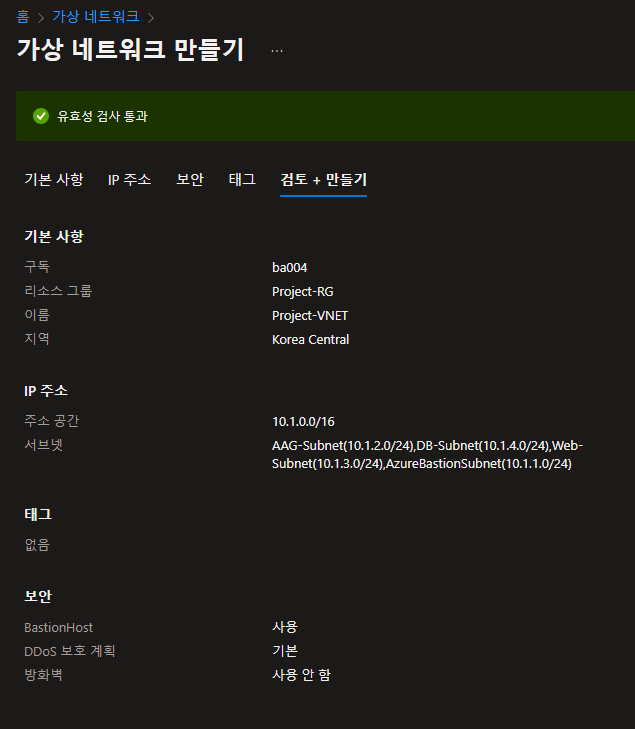 홈 > 가상 네트워크 >
가상 네트워크 만들기 ...
유효성 검사 통과
기본 사항 IP 주소 보안 태그 검토 + 만들기
기본 사항
구독 ba004
리소스 그룹 Project-RG
이름 Project-VNET
지역 Korea Central
IP 주소
주소 공간 10.1.0.0/16
서브넷 AAG-Subnet(10.1.2.0/24),DB-Subnet(10.1.4.0/24),Web-
Subnet(10.1.3.0/24),AzureBastionSubnet(10.1.1.0/24)
태그
없음
보안
BastionHost 사용
DDoS 보호 계획 기본
방화벽 사용 안 함